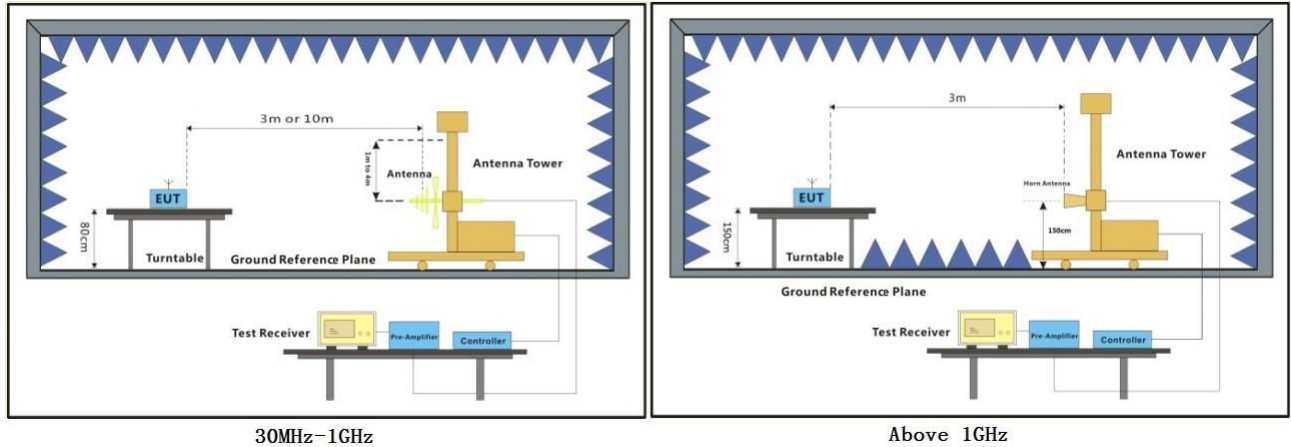 3m or 10m
1m to 4m
Antenna
Antenna Tower
EUT
80cm
Turntable
Ground Reference Plane
Test Receiver
Pre-Amplifier
Controller
30MHz-1GHz
3m
Antenna Tower
Horn Antenna
EUT
150cm
150cm
Turntable
Ground Reference Plane
Test Receiver
Pre-Amplifier
Controller
Above 1GHz